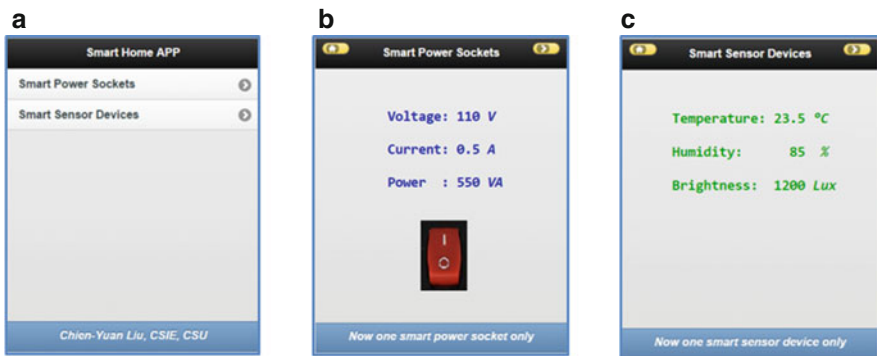 a
Smart Home APP
Smart Power Sockets
Smart Sensor Devices
Chien-Yuan Liu, CSIE, CSU
b
Smart Power Sockets
Voltage: 110 V
Current: 0.5 A
Power : 550 VA
Now one smart power socket only
c
Smart Sensor Devices
Temperature: 23.5 °C
Humidity: 85 %
Brightness: 1200 Lux
Now one smart sensor device only